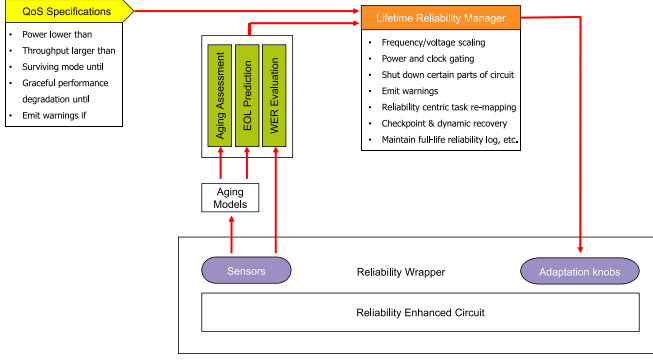 QoS Specifications
• Power lower than
• Throughput larger than
• Surviving mode until
• Graceful performance
degradation until
• Emit warnings if
Aging Assessment
EOL Prediction
WER Evaluation
Lifetime Reliability Manager
• Frequency/voltage scaling
• Power and clock gating
• Shut down certain parts of circuit
• Emit warnings
• Reliability centric task re-mapping
• Checkpoint & dynamic recovery
• Maintain full-life reliability log, etc.
Aging
Models
Sensors
Reliability Wrapper
Adaptation knobs
Reliability Enhanced Circuit